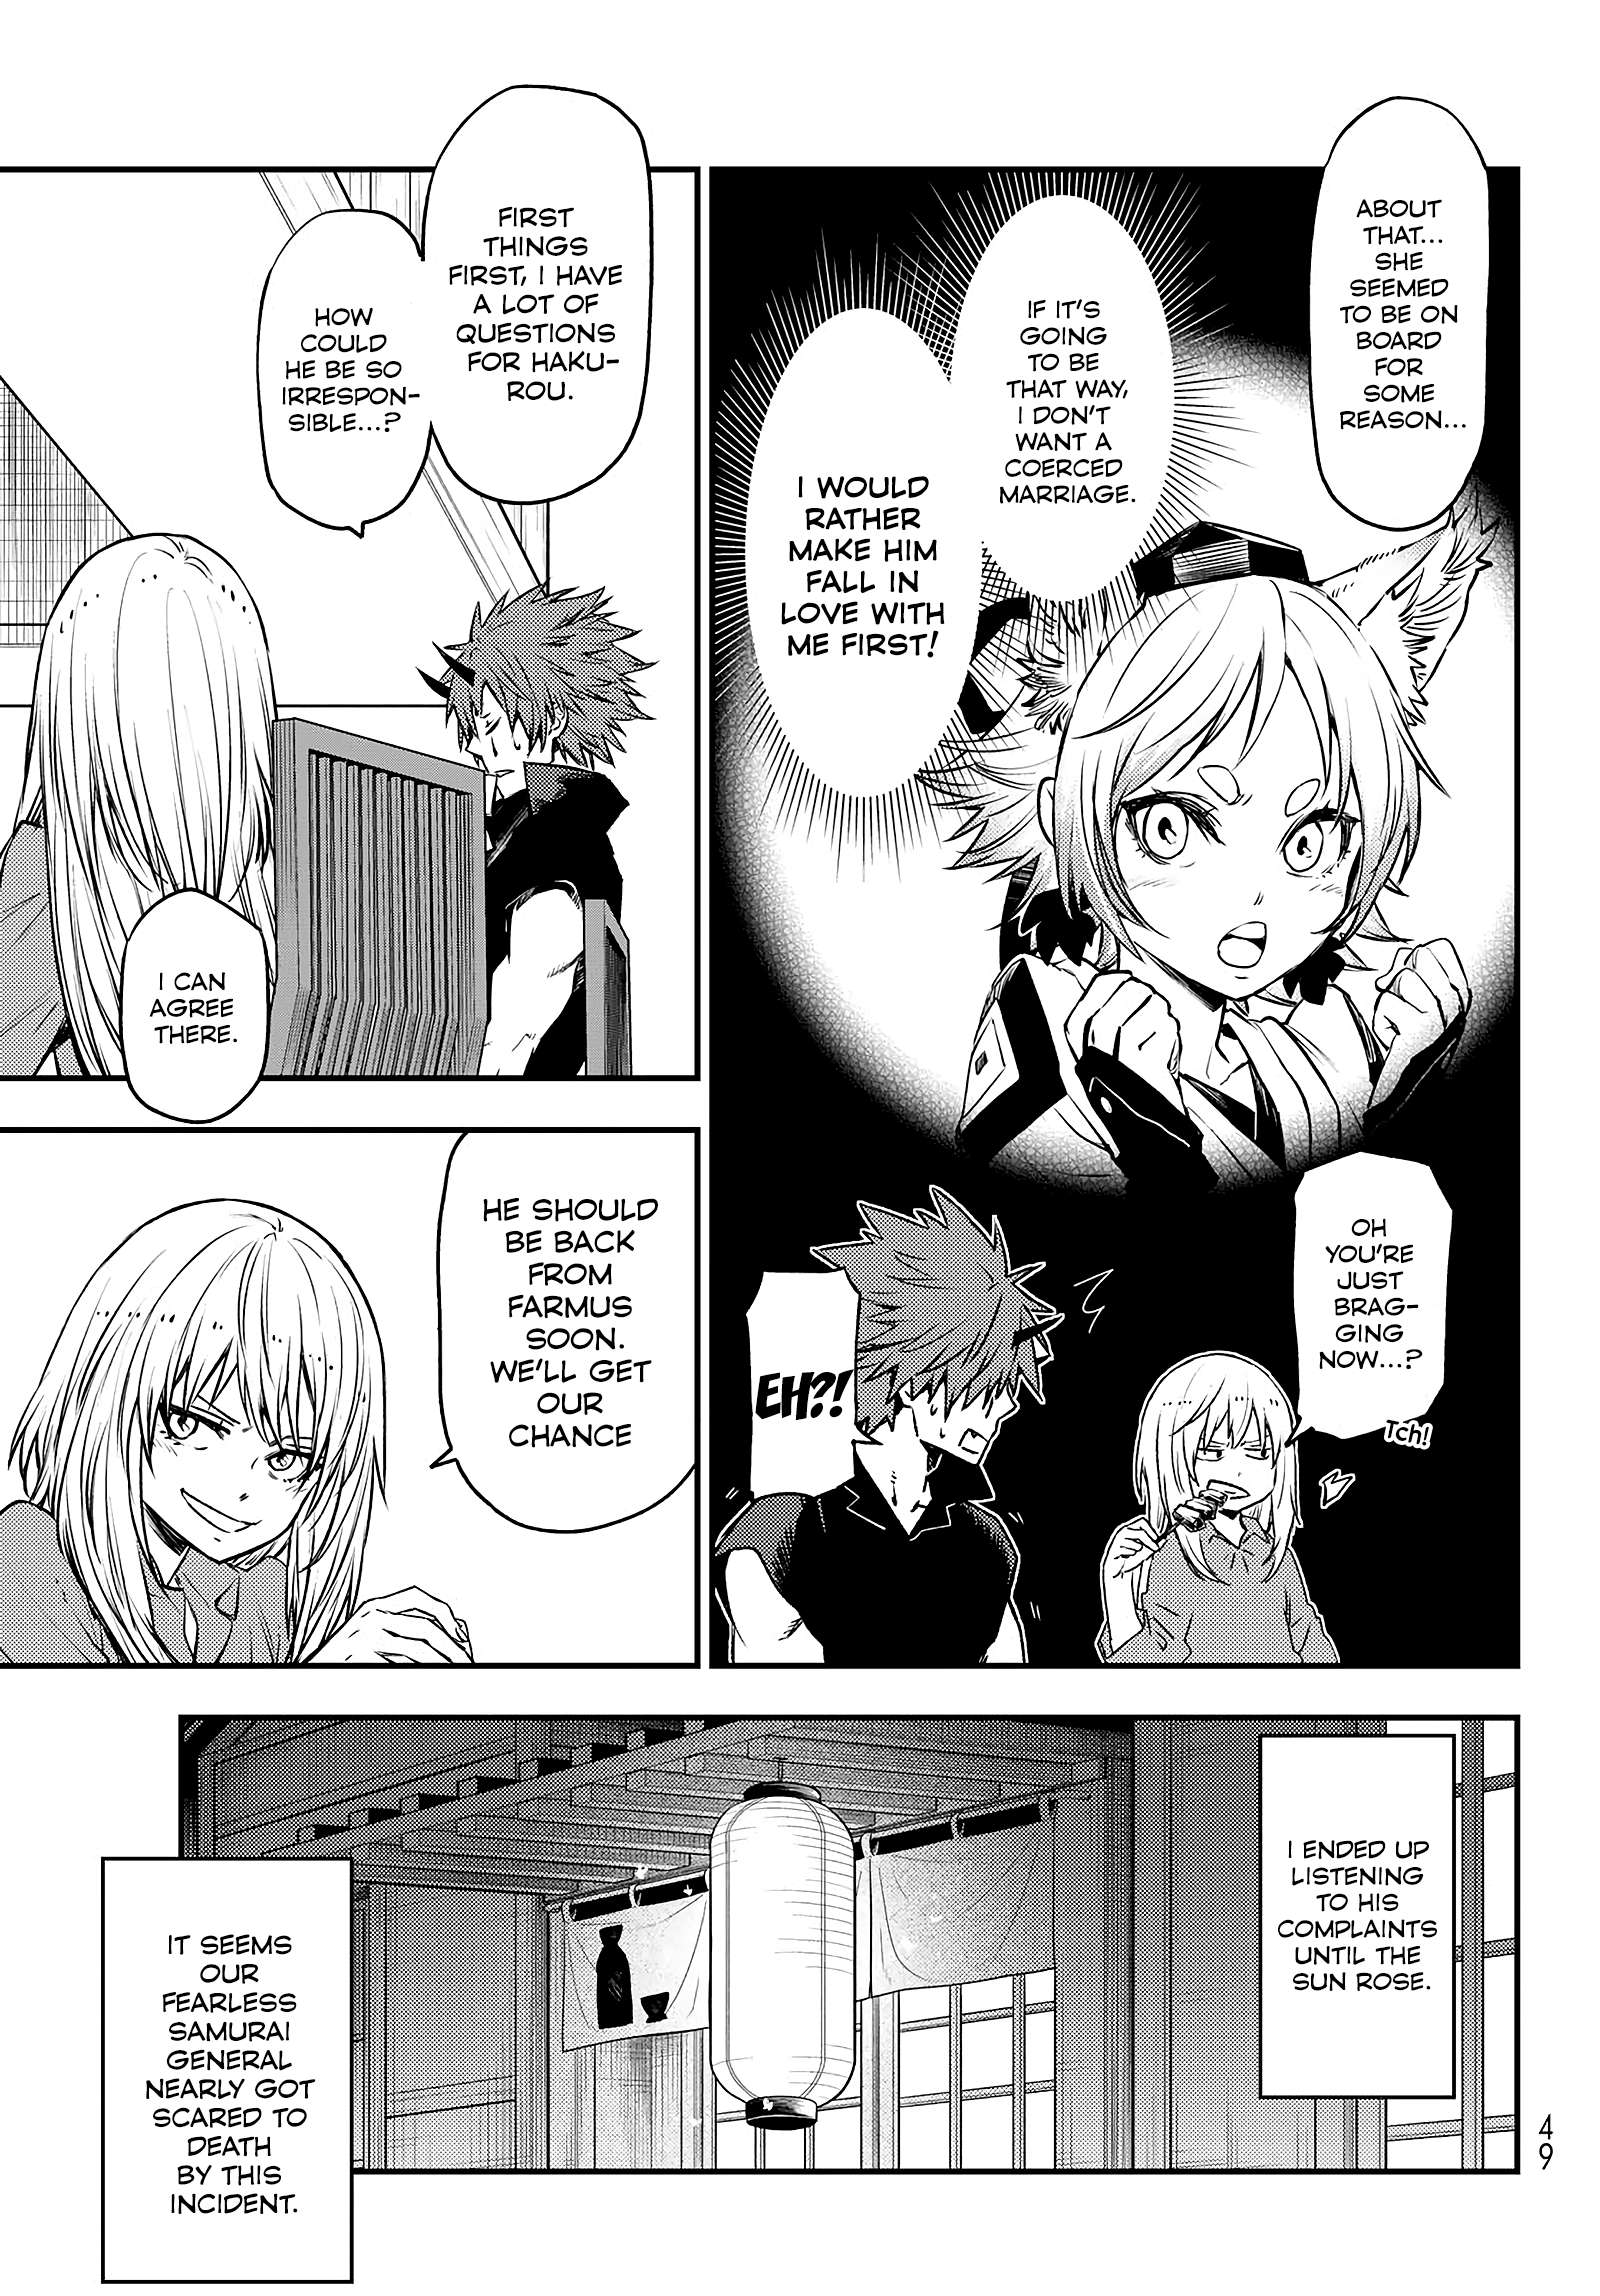 ABOUT
THAT...
SHE
SEEMED
TO BE ON
BOARD
FOR
SOME
REASON...
IF IT'S
GOING
TO BE
THAT WAY,
I DON'T
WANT A
COERCED
MARRIAGE.
I WOULD
RATHER
MAKE HIM
FALL IN
LOVE WITH
ME FIRST!
OH
YOU'RE
JUST
BRAG-
GING
NOW...?
Tch!
EH?!
FIRST
THINGS
FIRST, I HAVE
A LOT OF
QUESTIONS
FOR HAKU-
ROU.
HOW
COULD
HE BE SO
IRRESPON-
SIBLE...?
I CAN
AGREE
THERE.
HE SHOULD
BE BACK
FROM
FARMUS
SOON.
WE'LL GET
OUR
CHANCE
I ENDED UP
LISTENING
TO HIS
COMPLAINTS
UNTIL THE
SUN ROSE.
IT SEEMS
OUR
FEARLESS
SAMURAI
GENERAL
NEARLY GOT
SCARED TO
DEATH
BY THIS
INCIDENT.
49